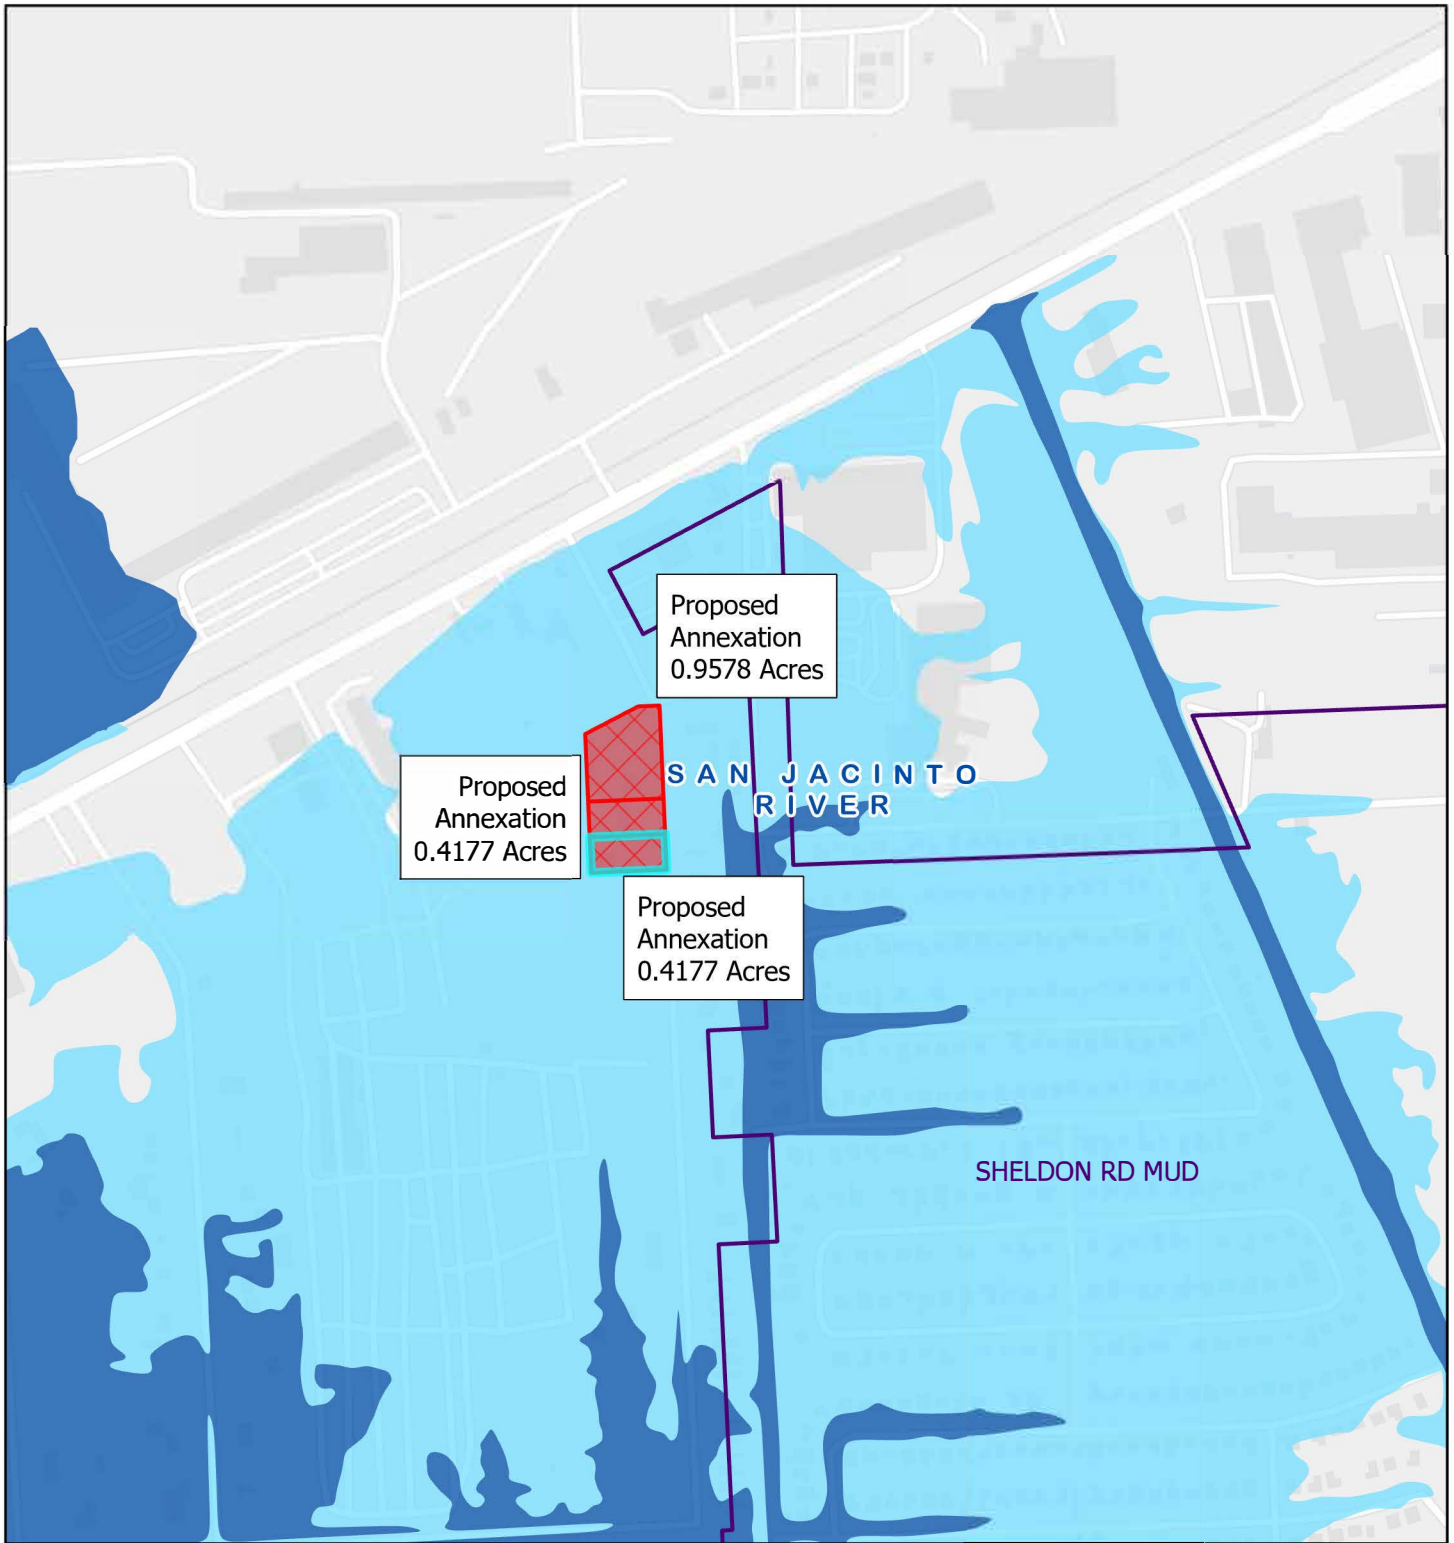 Proposed
Annexation
0.9578 Acres
SAN JACINTO
RIVER
Proposed
Annexation
0.4177 Acres
Proposed
Annexation
0.4177 Acres
SHELDON RD MUD